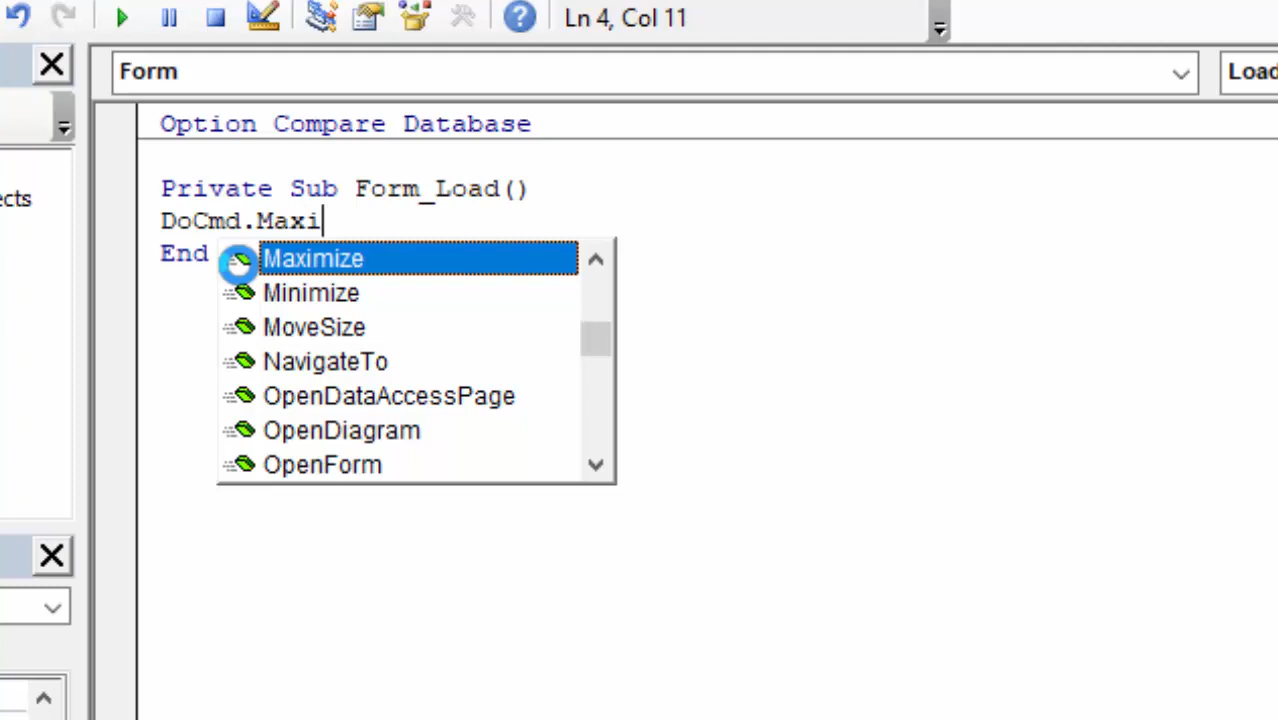 Ln 4, Col 11
Form
Load
Option Compare Database
ects
Private Sub Form_Load()
DoCmd.Maxi
End
Maximize
Minimize
MoveSize
NavigateTo
OpenDataAccessPage
OpenDiagram
OpenForm